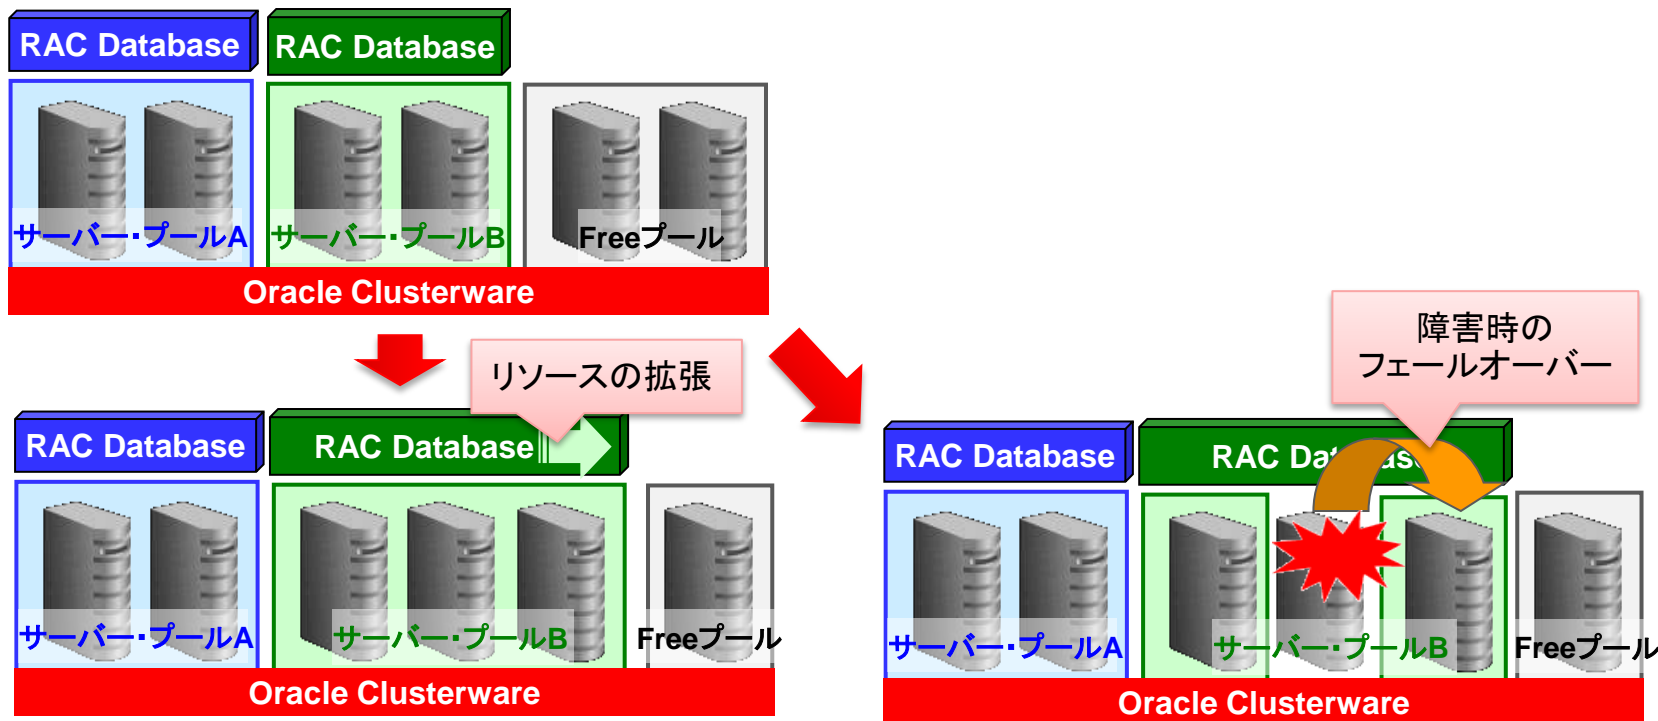 RAC Database
RAC Database
サーバー・プールA
サーバー・プールB
Freeプール
Oracle Clusterware
リソースの拡張
RAC Database
RAC Database
サーバー・プールA
サーバー・プールB
Freeプール
Oracle Clusterware
障害時の
フェールオーバー
RAC Database
RAC Database
サーバー・プールA
サーバー・プールB
Freeプール
Oracle Clusterware